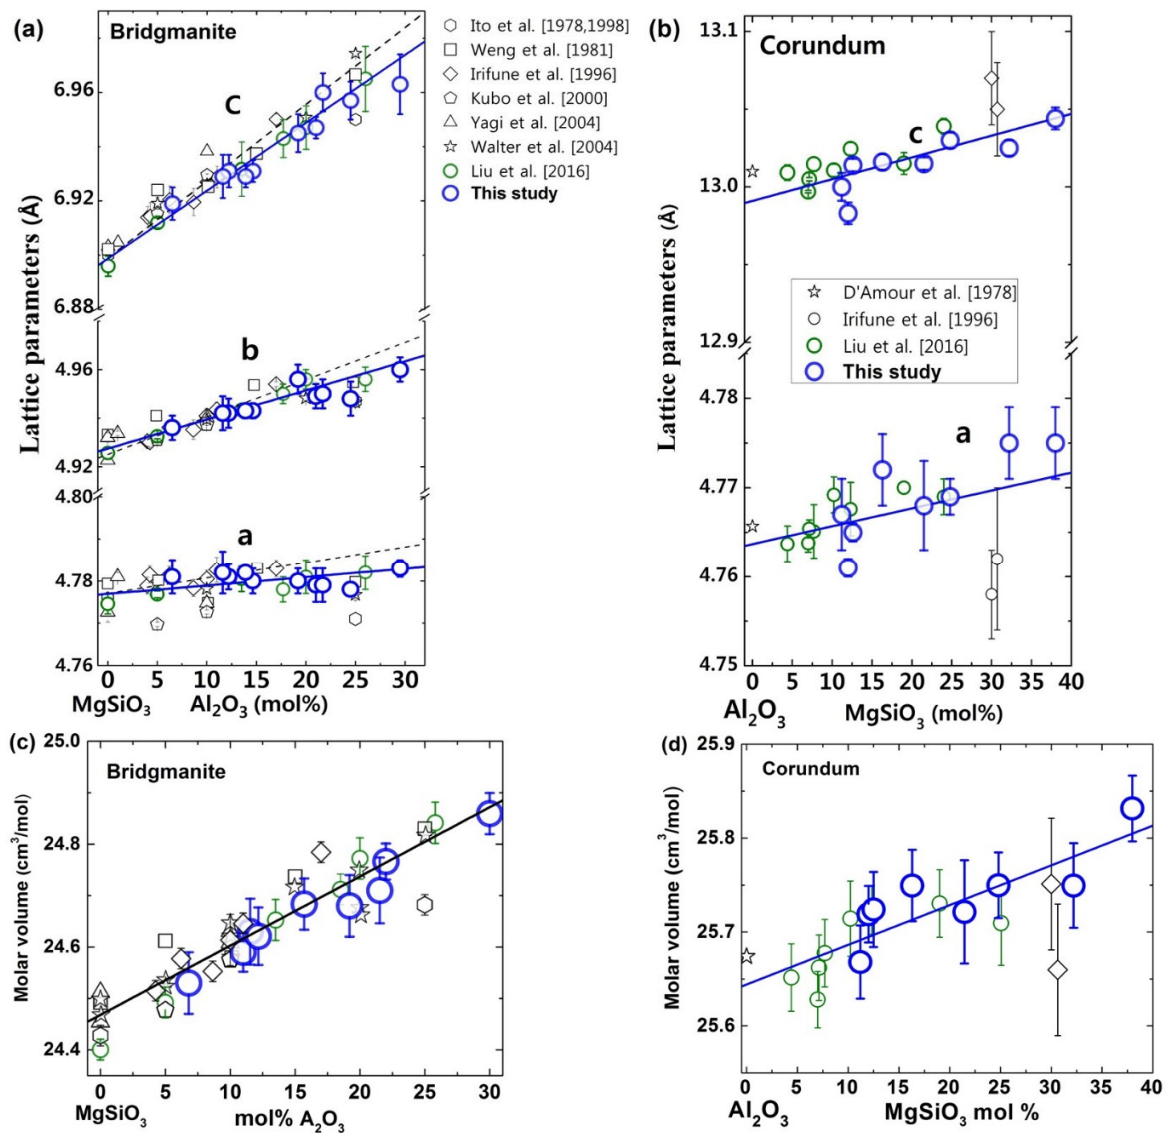 (a)
Bridgmanite
Ito et al. [1978,1998]
Weng et al. [1981]
Irifune et al. [1996]
Kubo et al. [2000]
Yagi et al. [2004]
Walter et al. [2004]
Liu et al. [2016]
This study
c
b
a
6.96
6.92
6.88
4.96
4.92
4.80
4.78
4.76
Lattice parameters (Å)
0 5 10 15 20 25 30
MgSiO₃ Al₂O₃ (mol%)
(b)
Corundum
c
D'Amour et al. [1978]
Irifune et al. [1996]
Liu et al. [2016]
This study
a
13.1
13.0
12.9
4.78
4.77
4.76
4.75
Lattice parameters (Å)
0 5 10 15 20 25 30 35 40
Al₂O₃ MgSiO₃ (mol%)
(c)
Bridgmanite
25.0
24.8
24.6
24.4
Molar volume (cm³/mol)
0 5 10 15 20 25 30
MgSiO₃ mol% A₂O₃
(d)
Corundum
25.9
25.8
25.7
25.6
25.5
Molar volume (cm³/mol)
0 5 10 15 20 25 30 35 40
Al₂O₃ MgSiO₃ mol %